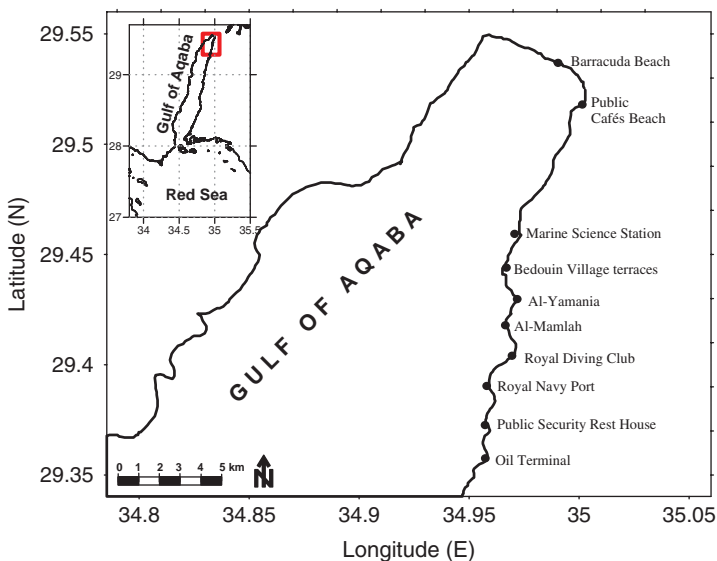 29.55
29.5
29.45
29.4
29.35
Latitude (N)
29
28
27
34
34.5
35
35.5
Gulf of Aqaba
Red Sea
Barracuda Beach
Public
Cafés Beach
Marine Science Station
Bedouin Village terraces
Al-Yamania
Al-Mamlah
Royal Diving Club
Royal Navy Port
Public Security Rest House
Oil Terminal
GULF OF AQABA
0 1 2 3 4 5 km
N
34.8
34.85
34.9
34.95
35
35.05
Longitude (E)